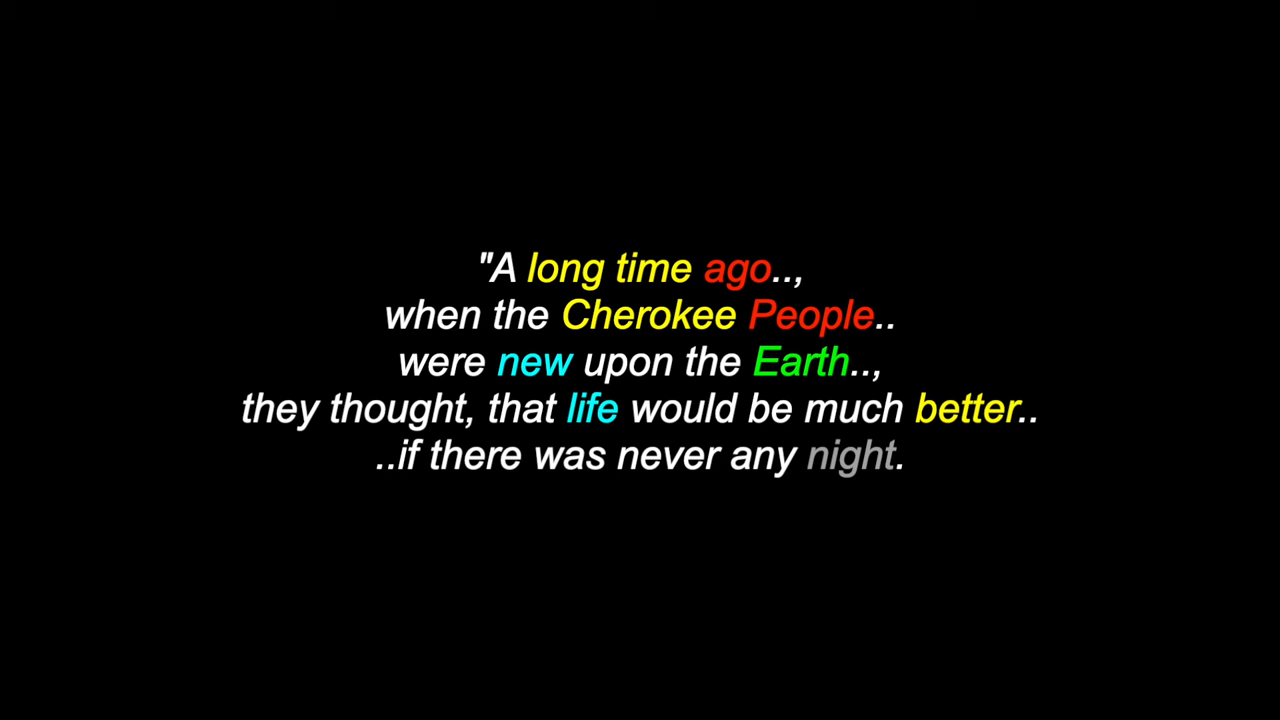 "A long time ago..,
when the Cherokee People..
were new upon the Earth..,
they thought, that life would be much better..
..if there was never any night.